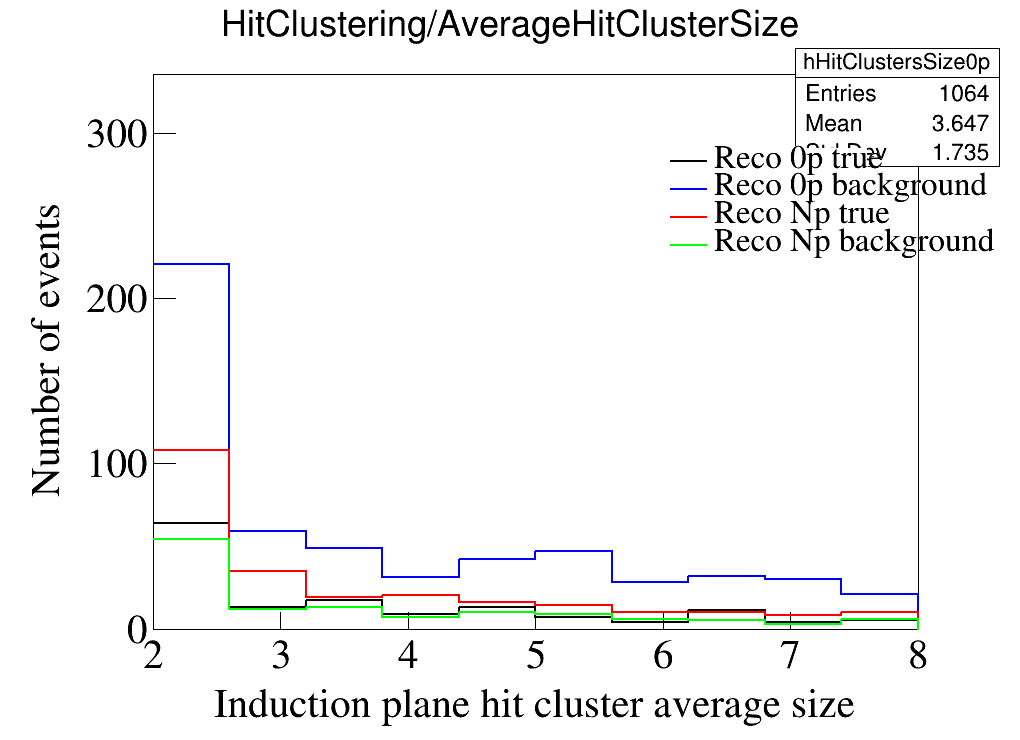 HitClustering/AverageHitClusterSize
hHitClustersSize0p
Entries 1064
Mean 3.647
Std Dev 1.735
Reco 0p true
Reco 0p background
Reco Np true
Reco Np background
Number of events
300
200
100
0
2 3 4 5 6 7 8
Induction plane hit cluster average size